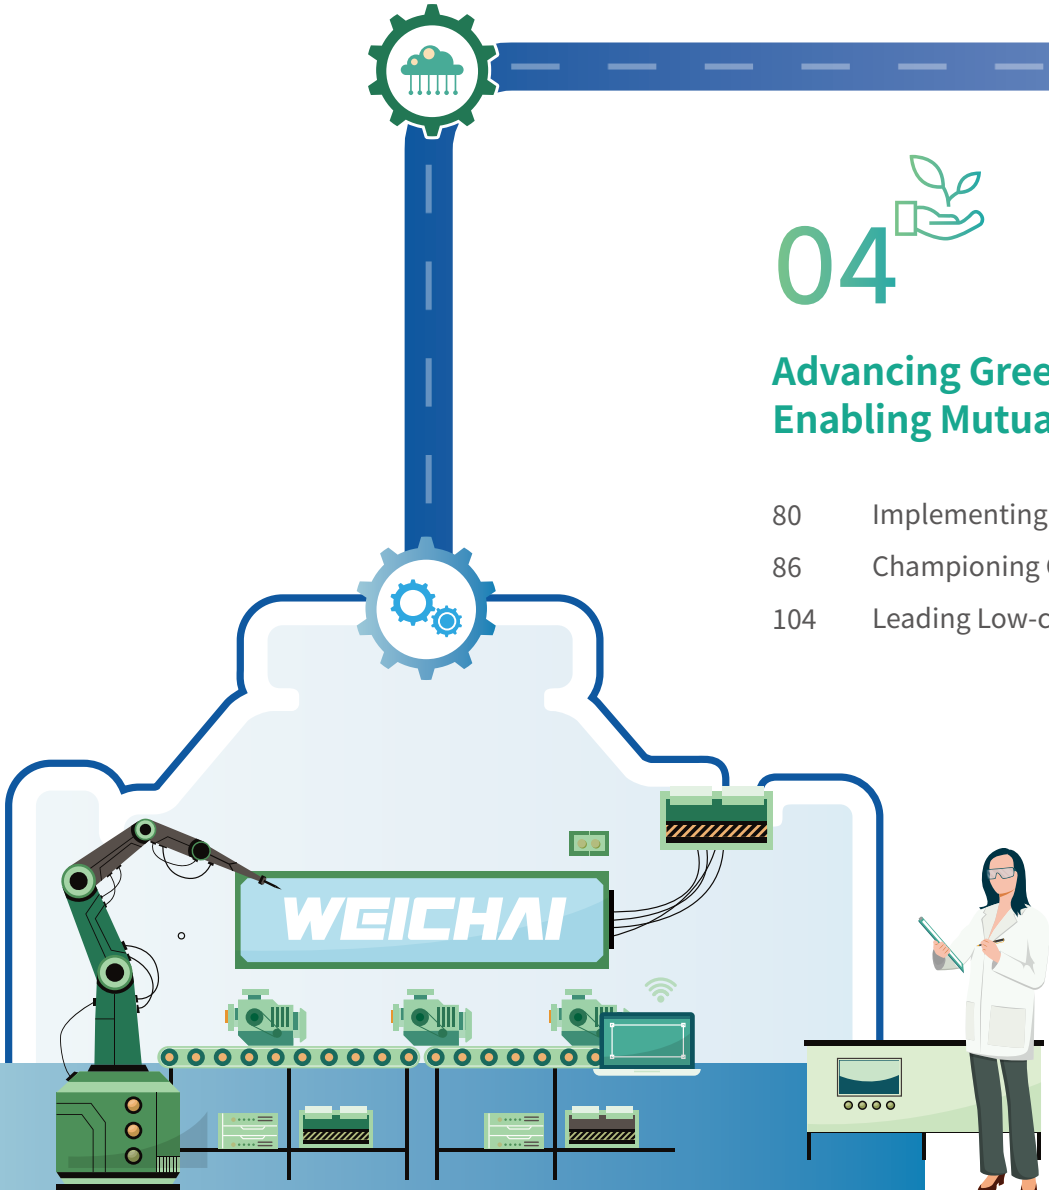 04
Advancing Gree
Enabling Mutua
80 Implementing
86 Championing
104 Leading Low-c
WEICHAI